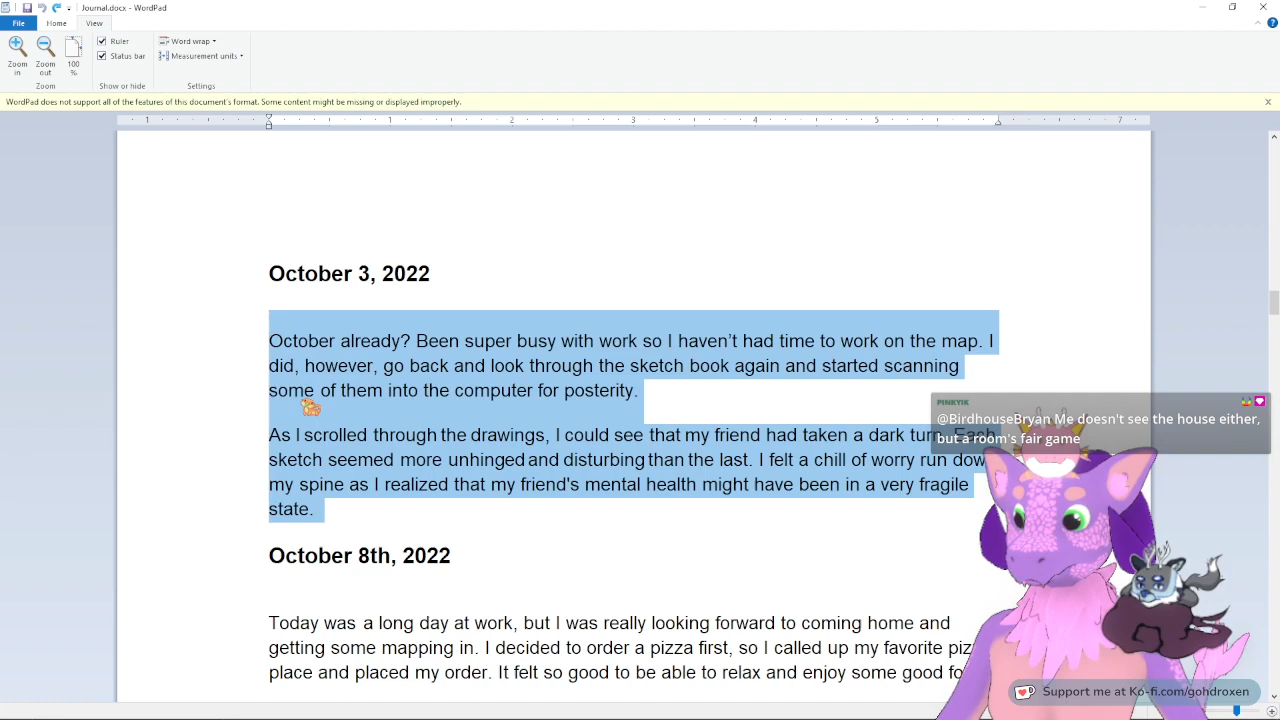 Journal.docx - WordPad
File
Home
View
Zoom in
Zoom out
100 %
Zoom
Ruler
Status bar
Show or hide
Word wrap
Measurement units
Settings
WordPad does not support all of the features of this document's format. Some content might be missing or displayed improperly.
1 1 2 3 4 5 7
October 3, 2022
October already? Been super busy with work so I haven't had time to work on the map. I
did, however, go back and look through the sketch book again and started scanning
some of them into the computer for posterity.
As I scrolled through the drawings, I could see that my friend had taken a dark turn. Each
sketch seemed more unhinged and disturbing than the last. I felt a chill of worry run down
my spine as I realized that my friend's mental health might have been in a very fragile
state.
PINKYIK
@BirdhouseBryan Me doesn't see the house either,
but a room's fair game
October 8th, 2022
Today was a long day at work, but I was really looking forward to coming home and
getting some mapping in. I decided to order a pizza first, so I called up my favorite
place and placed my order. It felt so good to be able to relax and enjoy some good
Support me at Ko-fi.com/gohdroxen